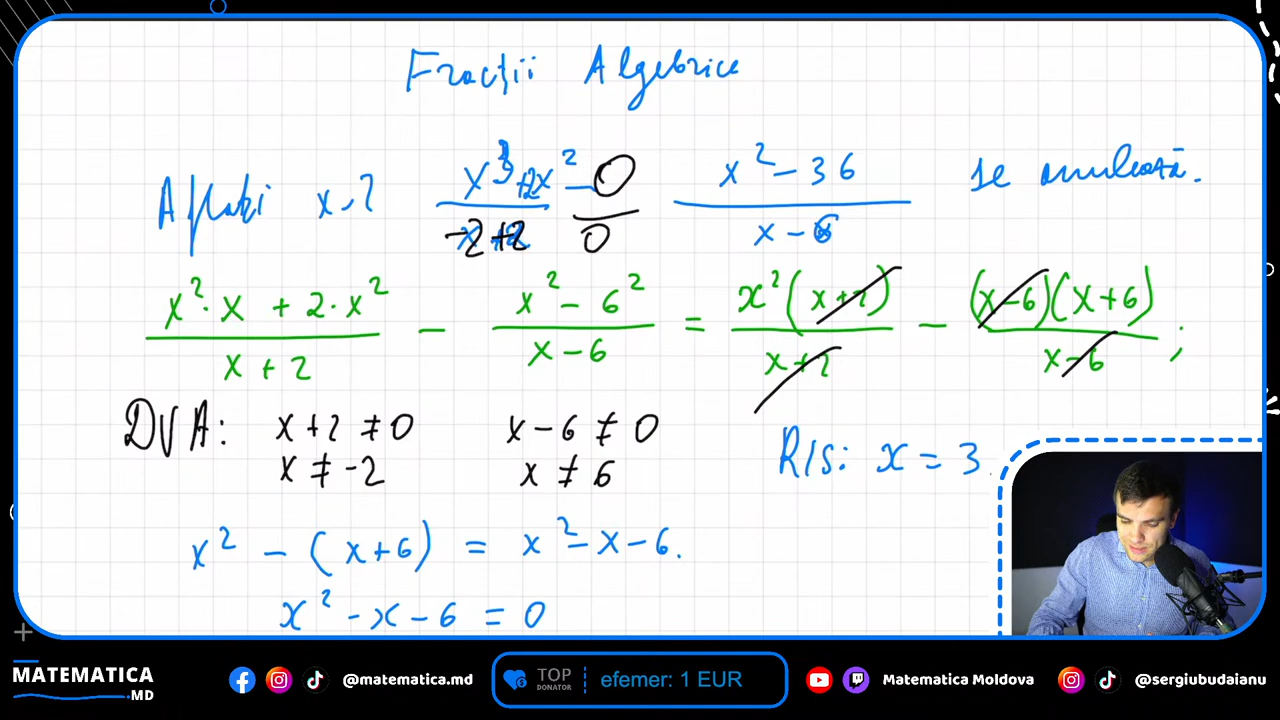 Fracții Algebrice
Aflați x-? x³+2x² - 0 x² - 36 se anulează.
-2+2 0 x - 6
x²·x + 2·x² - x² - 6² = x²(x+2) - (x-6)(x+6) ;
x + 2 x - 6 x+2 x-6
DVA: x+2 ≠ 0 x-6 ≠ 0
x ≠ -2 x ≠ 6
R/S: x = 3.
x² - (x+6) = x² - x - 6.
x² - x - 6 = 0
MATEMATICA
.MD
@matematica.md
TOP
DONATOR
efemer: 1 EUR
Matematica Moldova
@sergiubudaianu